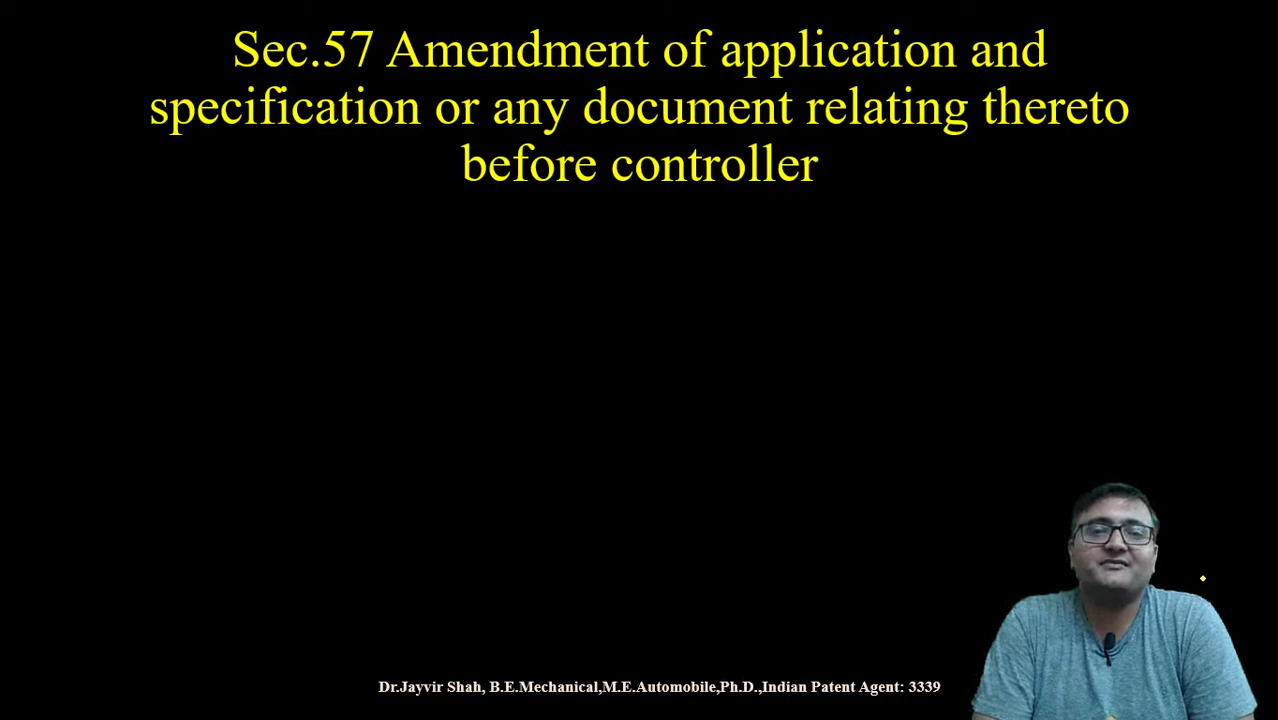 Sec.57 Amendment of application and
specification or any document relating thereto
before controller
Dr.Jayvir Shah, B.E.Mechanical,M.E.Automobile,Ph.D.,Indian Patent Agent: 3339